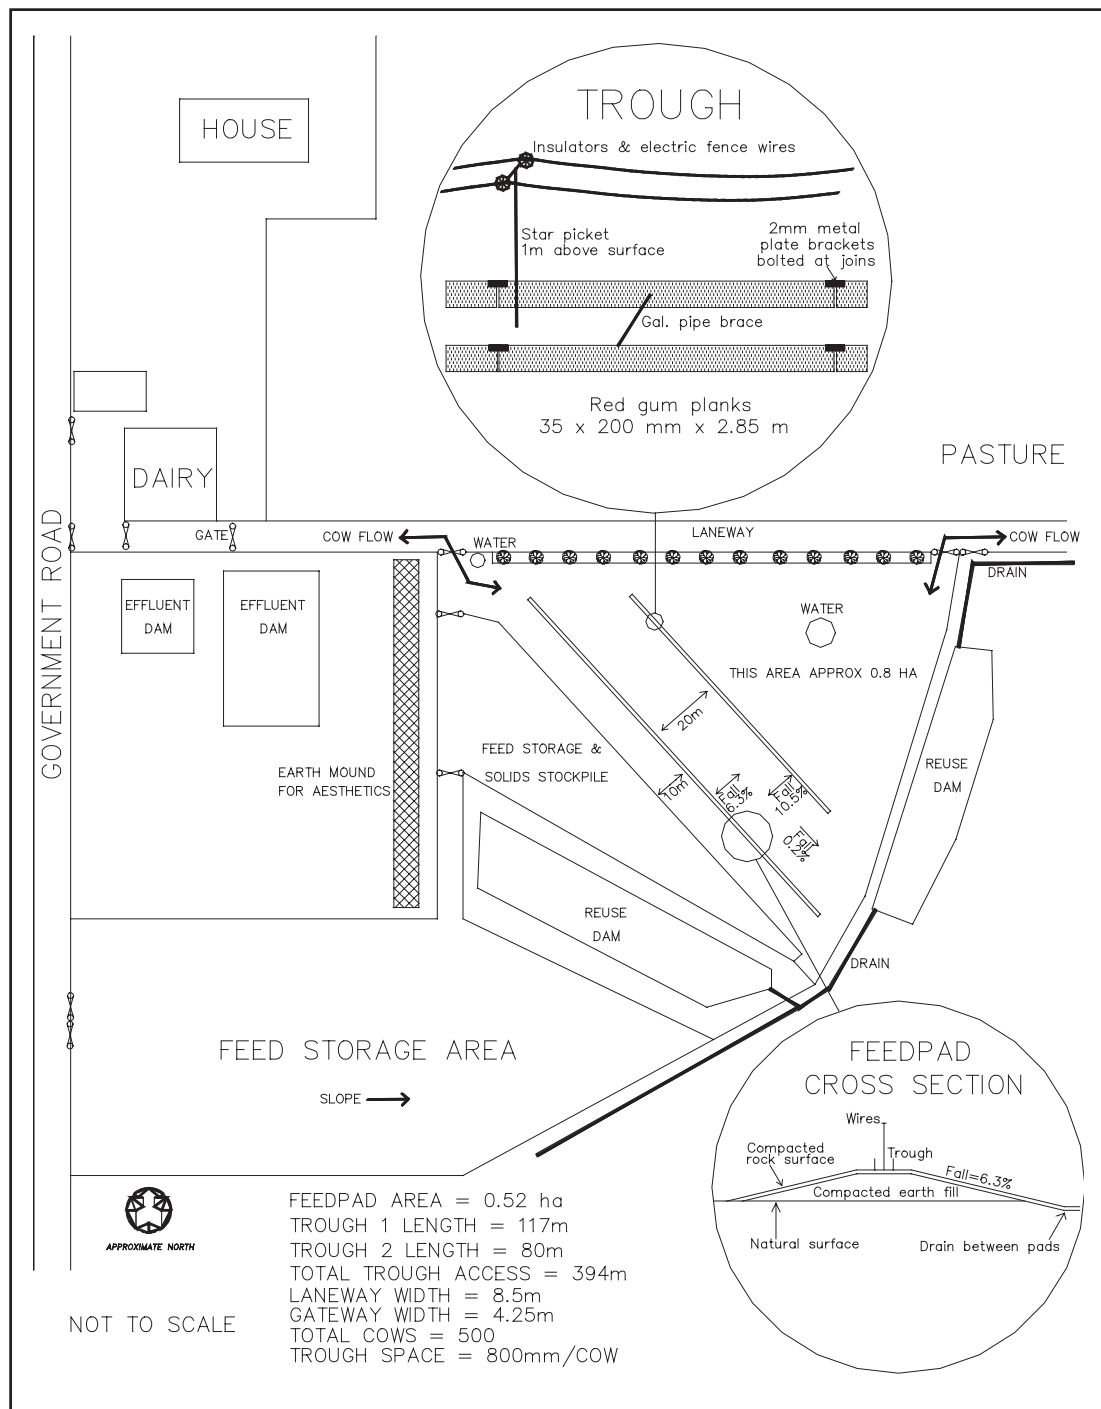 HOUSE
TROUGH
Insulators & electric fence wires
Star picket
1m above surface
2mm metal
plate brackets
bolted at joins
Gal. pipe brace
Red gum planks
35 x 200 mm x 2.85 m
PASTURE
DAIRY
GOVERNMENT ROAD
GATE
COW FLOW
WATER
LANEWAY
COW FLOW
DRAIN
EFFLUENT
DAM
EFFLUENT
DAM
WATER
THIS AREA APPROX 0.8 HA
20m
FEED STORAGE &
SOLIDS STOCKPILE
EARTH MOUND
FOR AESTHETICS
10m
Fall
6.3%
Fall
10.5%
Fall
0.2%
REUSE
DAM
REUSE
DAM
DRAIN
FEED STORAGE AREA
SLOPE
FEEDPAD
CROSS SECTION
Wires
Compacted
rock surface
Trough
Fall=6.3%
Compacted earth fill
Natural surface
Drain between pads
APPROXIMATE NORTH
NOT TO SCALE
FEEDPAD AREA = 0.52 ha
TROUGH 1 LENGTH = 117m
TROUGH 2 LENGTH = 80m
TOTAL TROUGH ACCESS = 394m
LANEWAY WIDTH = 8.5m
GATEWAY WIDTH = 4.25m
TOTAL COWS = 500
TROUGH SPACE = 800mm/COW